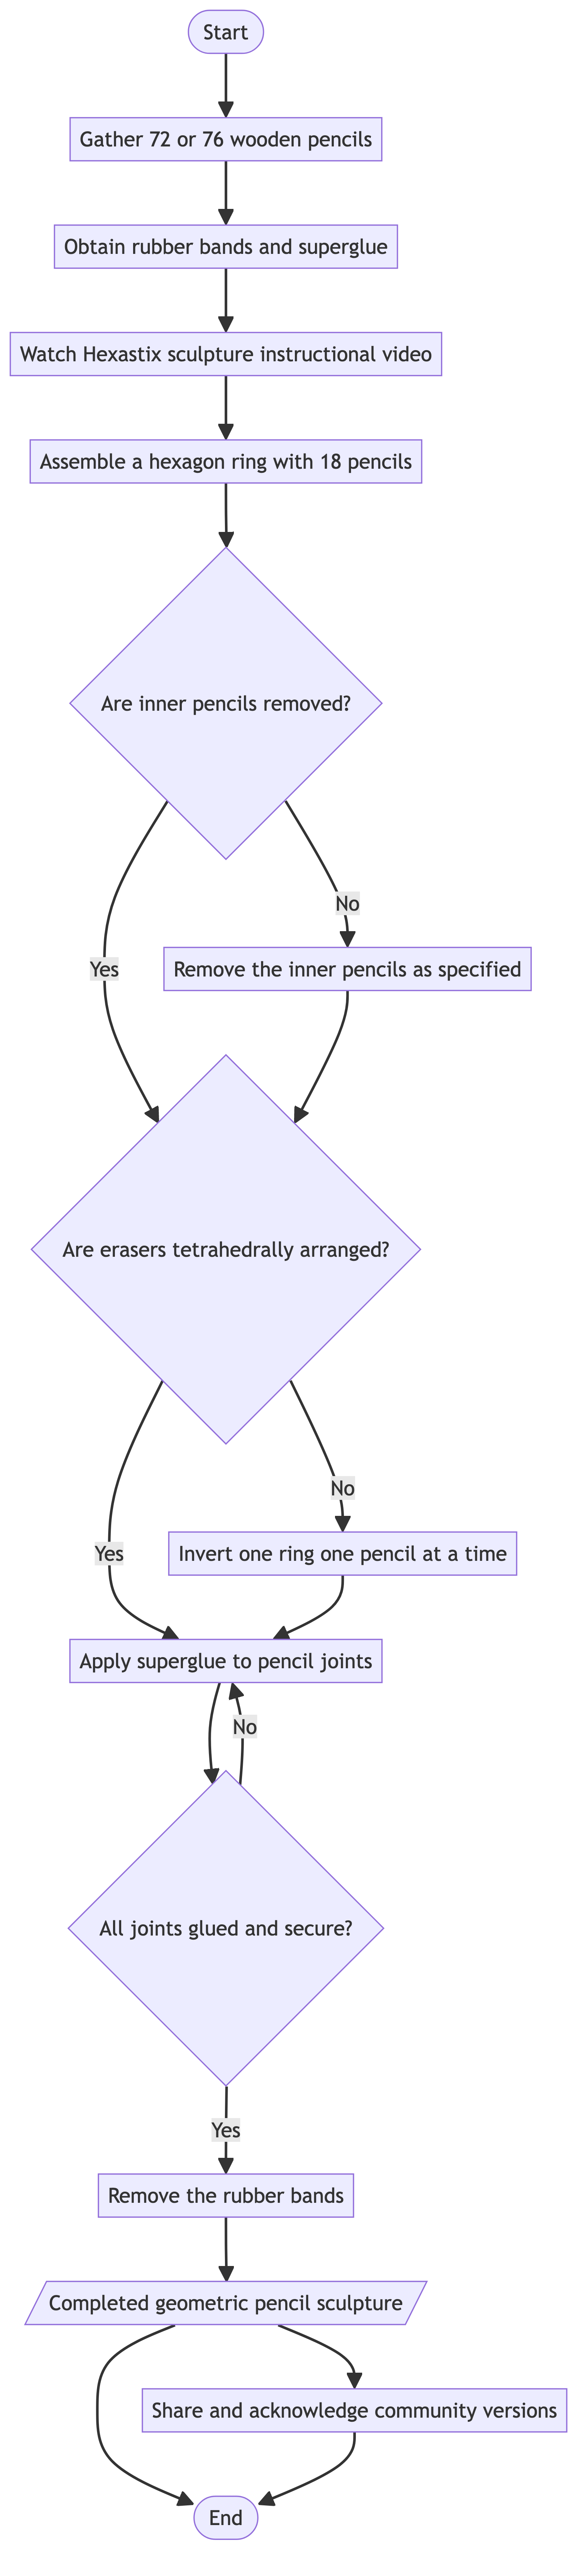 Start
Gather 72 or 76 wooden pencils
Obtain rubber bands and superglue
Watch Hexastix sculpture instructional video
Assemble a hexagon ring with 18 pencils
Are inner pencils removed?
No
Yes
Remove the inner pencils as specified
Are erasers tetrahedrally arranged?
No
Yes
Invert one ring one pencil at a time
Apply superglue to pencil joints
No
All joints glued and secure?
Yes
Remove the rubber bands
Completed geometric pencil sculpture
Share and acknowledge community versions
End